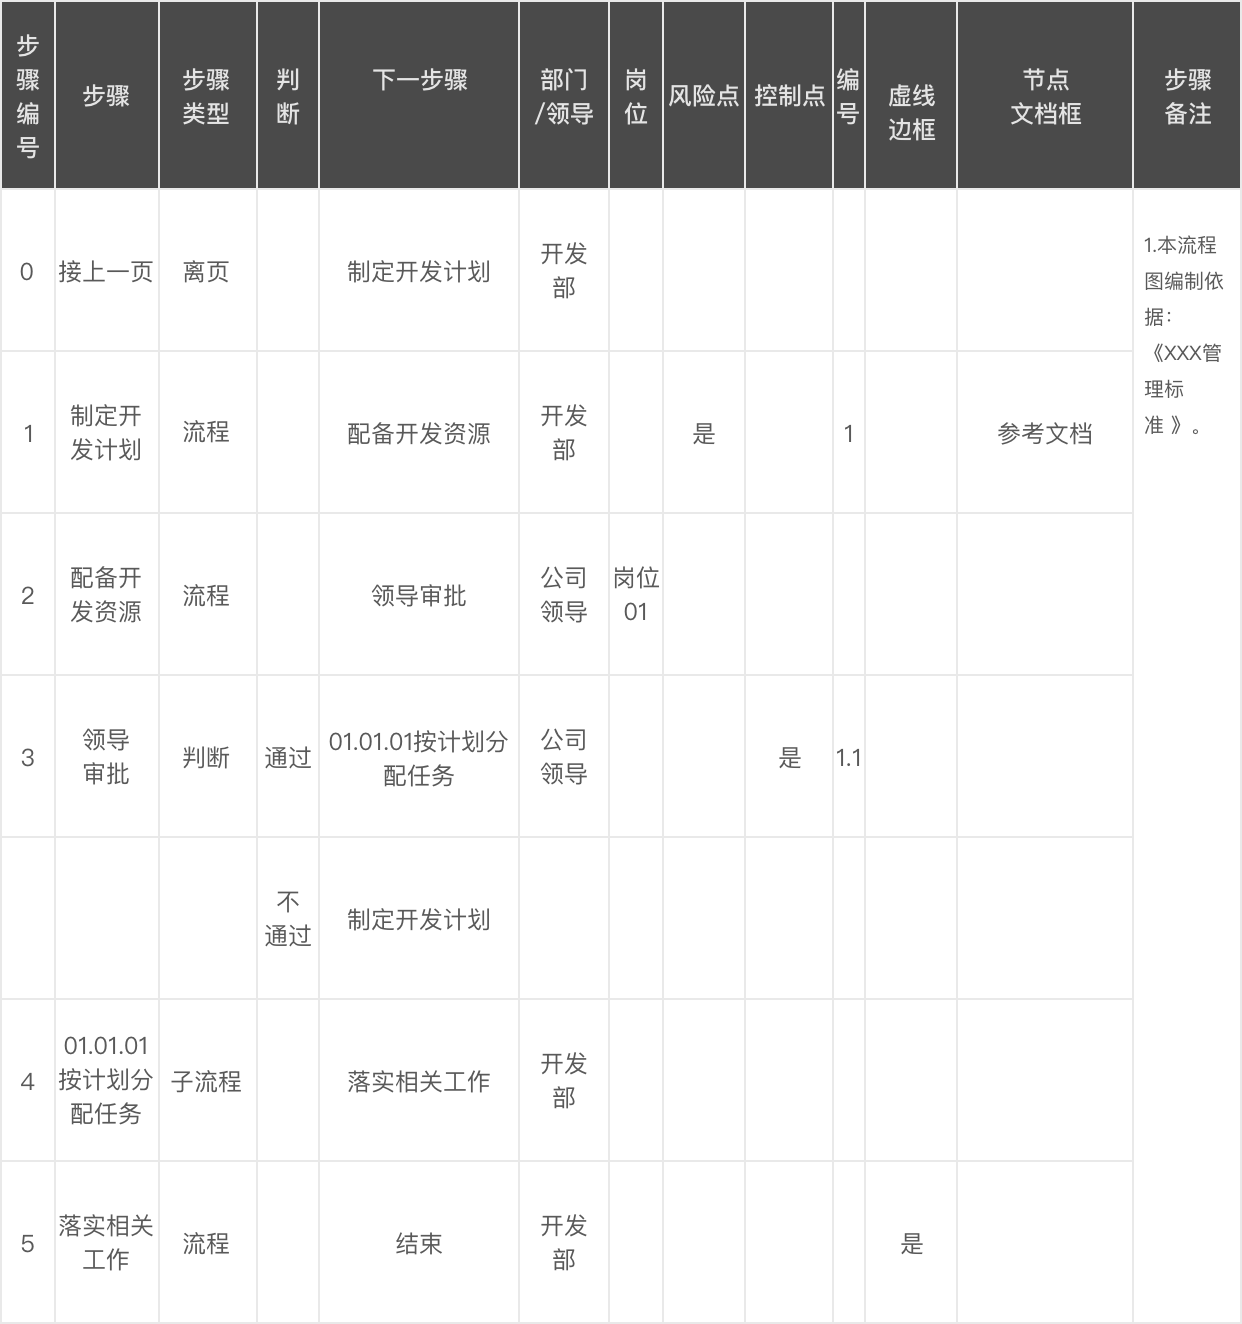 步
骤
编
号
步骤
步骤
类型
判
断
下一步骤
部门
/领导
岗
位
风险点
控制点
编
号
虚线
边框
节点
文档框
步骤
备注
0
接上一页
离页
制定开发计划
开发
部
1.本流程
图编制依
据：
《XXX管
理标
准 》。
1
制定开
发计划
流程
配备开发资源
开发
部
是
1
参考文档
2
配备开
发资源
流程
领导审批
公司
领导
岗位
01
3
领导
审批
判断
通过
01.01.01按计划分
配任务
公司
领导
是
1.1
不
通过
制定开发计划
4
01.01.01
按计划分
配任务
子流程
落实相关工作
开发
部
5
落实相关
工作
流程
结束
开发
部
是